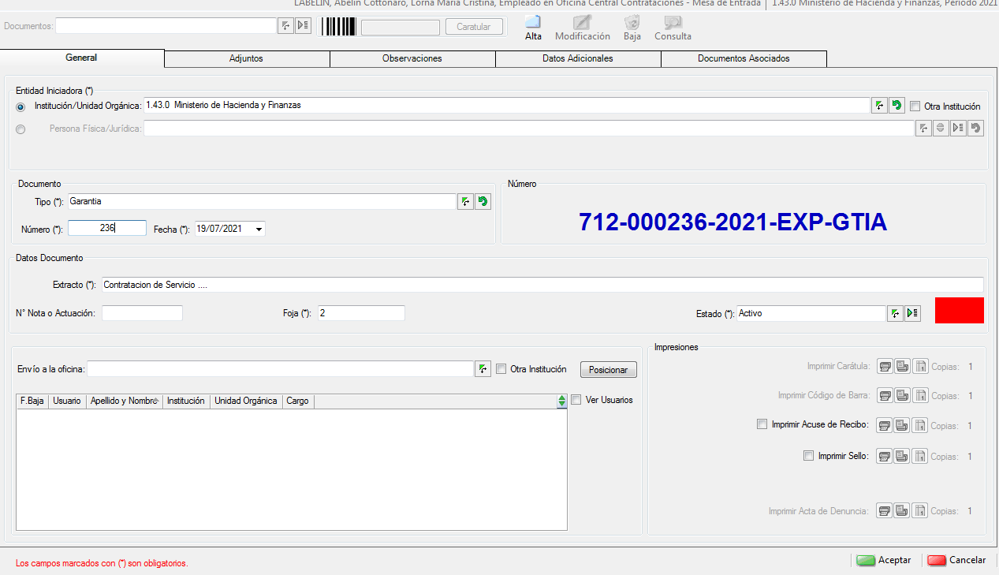 LABELIN, Abelin Cottonaro, Lorna Maria Cristina, Empleado en Oficina Central Contrataciones - Mesa de Entrada | 1.43.0 Ministerio de Hacienda y Finanzas, Periodo 2021
Documentos:
Caratular
Alta Modificación Baja Consulta
General Adjuntos Observaciones Datos Adicionales Documentos Asociados
Entidad Iniciadora (*)
Institución/Unidad Orgánica: 1.43.0 Ministerio de Hacienda y Finanzas Otra Institución
Persona Física/Jurídica:
Documento
Número
Tipo (*): Garantia
712-000236-2021-EXP-GTIA
Número (*): 236 Fecha (*): 19/07/2021
Datos Documento
Extracto (*): Contratacion de Servicio ....
N° Nota o Actuación: Foja (*): 2 Estado (*): Activo
Impresiones
Envío a la oficina: Otra Institución Posicionar
Imprimir Carátula: Copias: 1
F.Baja Usuario Apellido y Nombre Institución Unidad Orgánica Cargo Ver Usuarios
Imprimir Código de Barra: Copias: 1
Imprimir Acuse de Recibo: Copias: 1
Imprimir Sello: Copias: 1
Imprimir Acta de Denuncia: Copias: 1
Los campos marcados con (*) son obligatorios.
Aceptar Cancelar